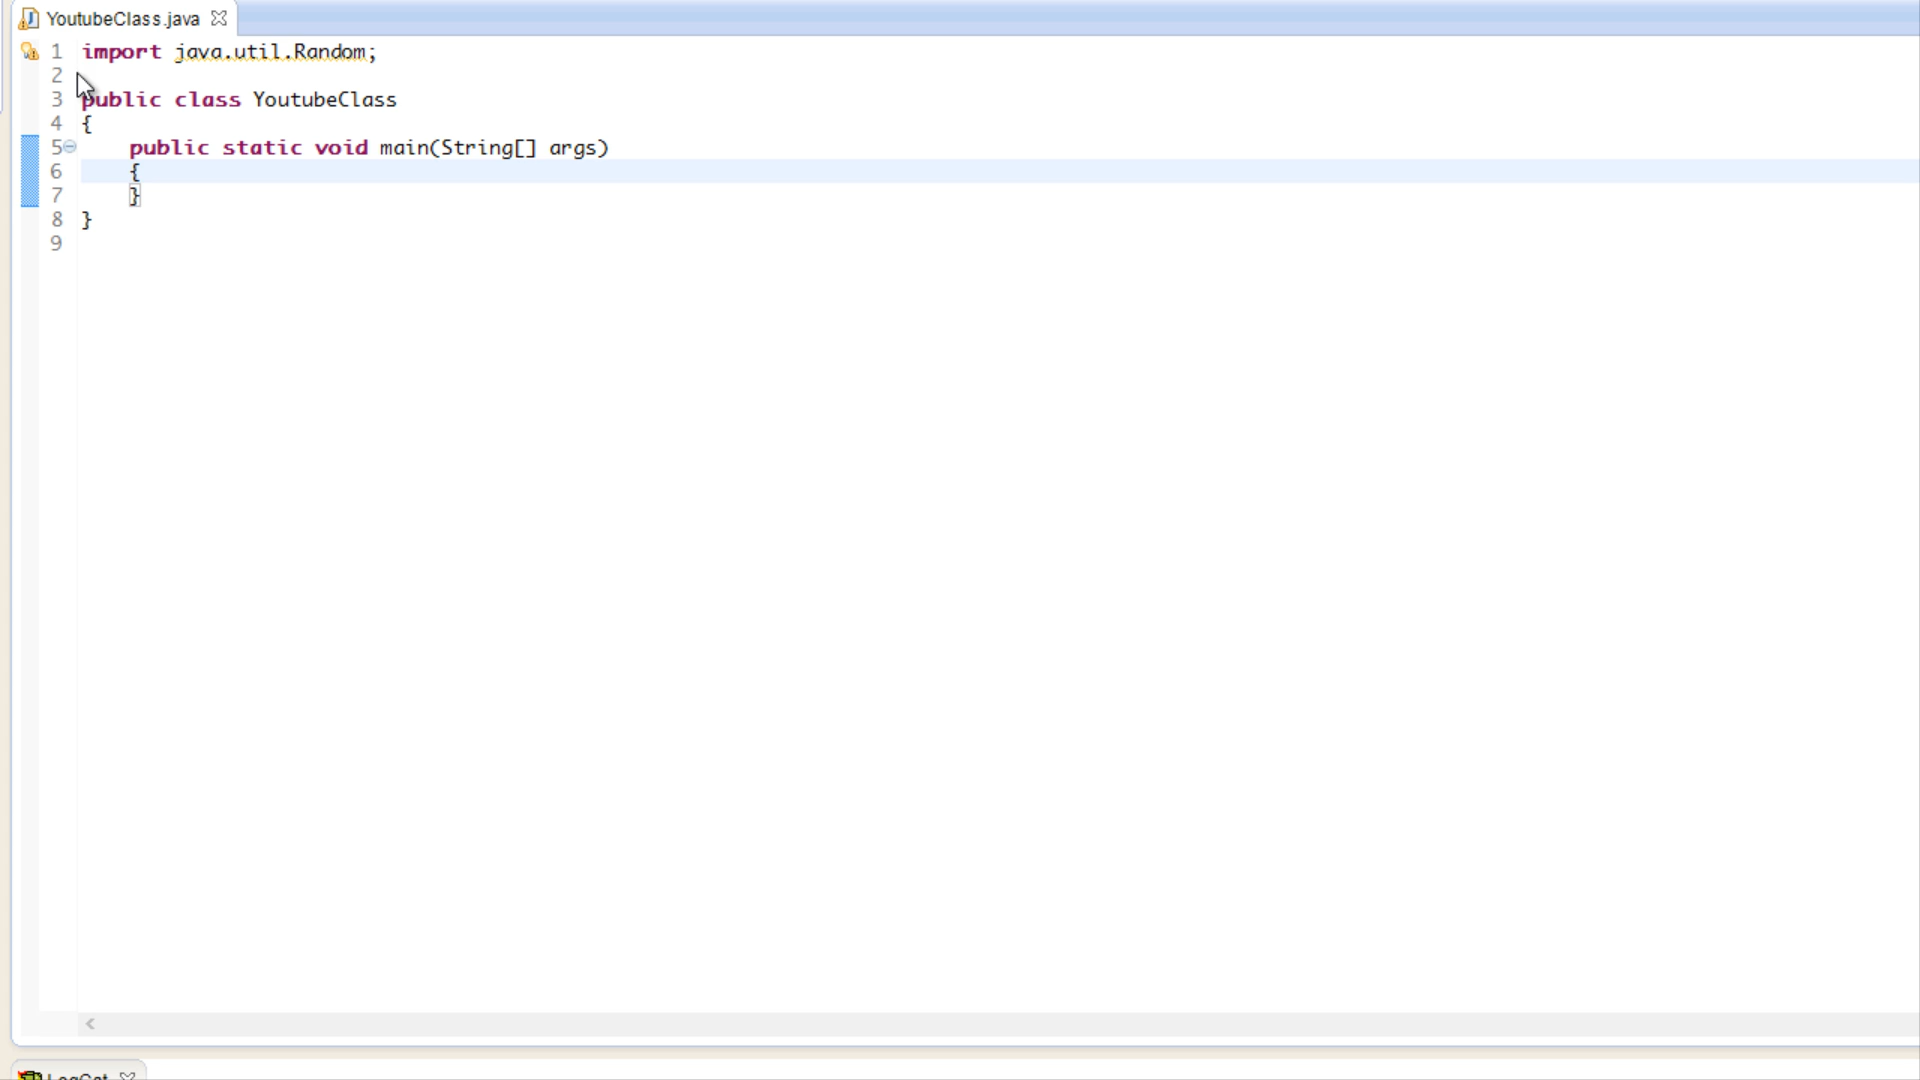 YoutubeClass.java
1 import java.util.Random;
2
3 public class YoutubeClass
4 {
5 public static void main(String[] args)
6 {
7 }
8 }
9
LogCat